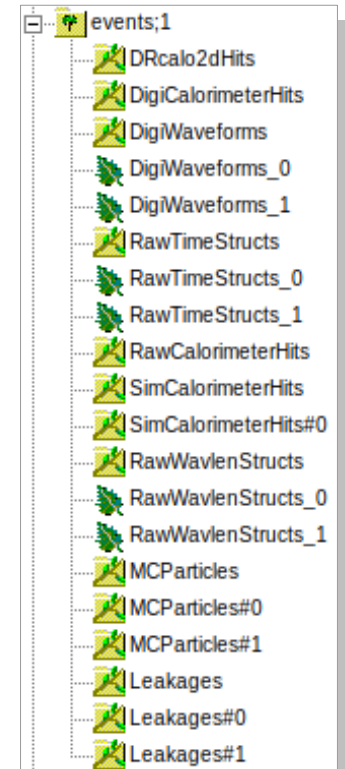 events;1
DRcalo2dHits
DigiCalorimeterHits
DigiWaveforms
DigiWaveforms_0
DigiWaveforms_1
RawTimeStructs
RawTimeStructs_0
RawTimeStructs_1
RawCalorimeterHits
SimCalorimeterHits
SimCalorimeterHits#0
RawWavlenStructs
RawWavlenStructs_0
RawWavlenStructs_1
MCParticles
MCParticles#0
MCParticles#1
Leakages
Leakages#0
Leakages#1